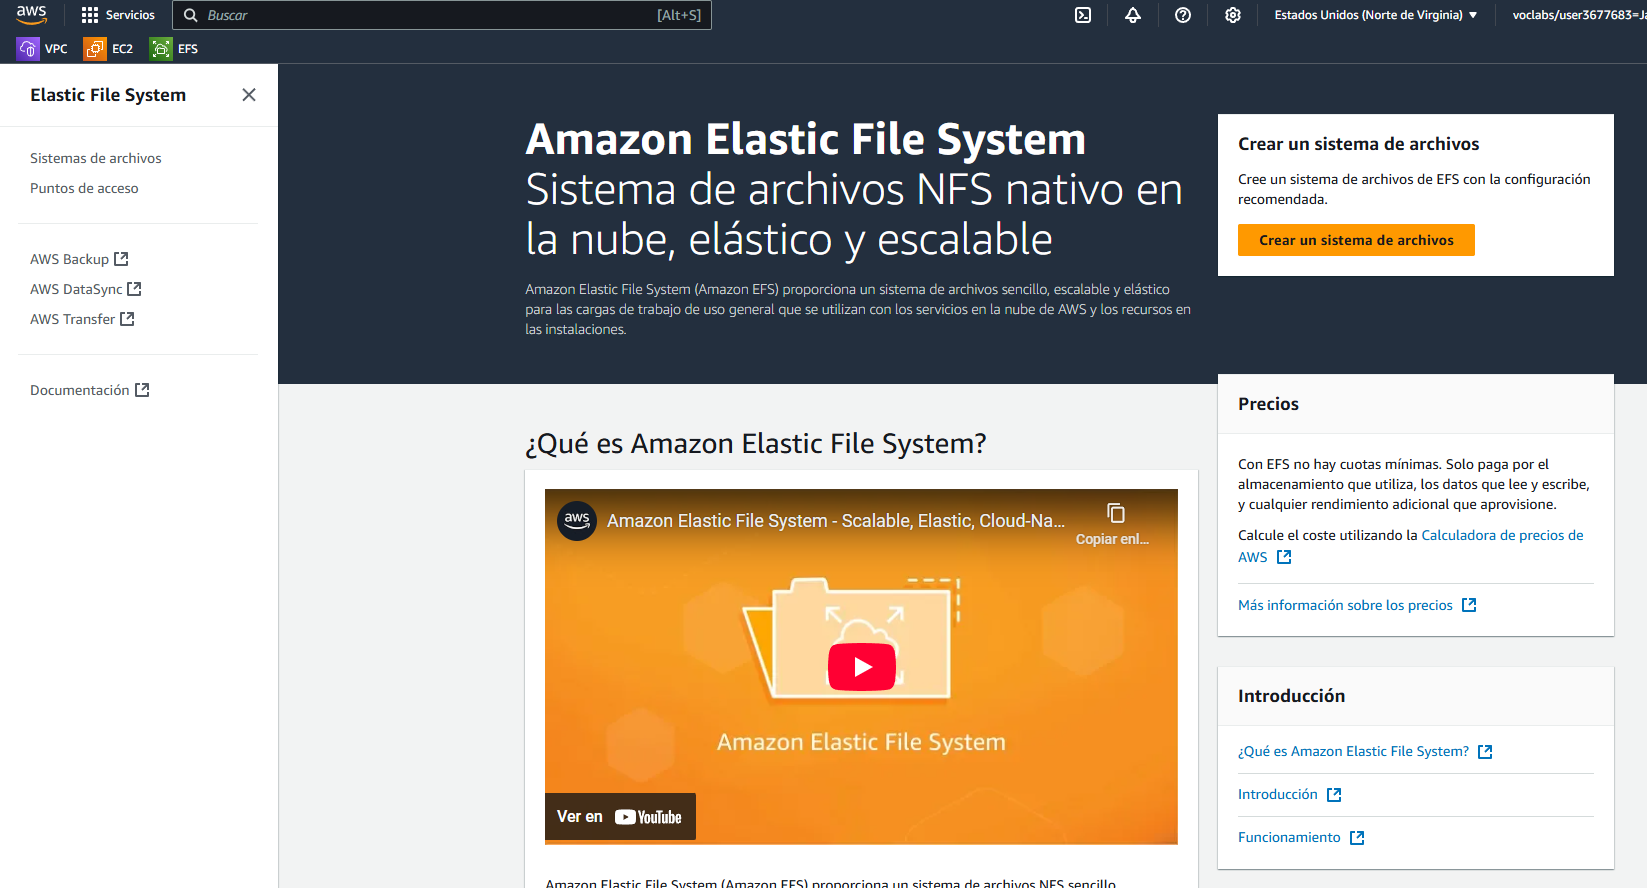 aws
Servicios
Buscar
[Alt+S]
Estados Unidos (Norte de Virginia)
voclabs/user3677683=Ja
VPC
EC2
EFS
Elastic File System
Sistemas de archivos
Puntos de acceso
AWS Backup
AWS DataSync
AWS Transfer
Documentación
Amazon Elastic File System
Sistema de archivos NFS nativo en
la nube, elástico y escalable
Amazon Elastic File System (Amazon EFS) proporciona un sistema de archivos sencillo, escalable y elástico
para las cargas de trabajo de uso general que se utilizan con los servicios en la nube de AWS y los recursos en
las instalaciones.
Crear un sistema de archivos
Cree un sistema de archivos de EFS con la configuración
recomendada.
Crear un sistema de archivos
¿Qué es Amazon Elastic File System?
aws
Amazon Elastic File System - Scalable, Elastic, Cloud-Na...
Copiar enl...
Amazon Elastic File System
Ver en YouTube
Amazon Elastic File System (Amazon EFS) proporciona un sistema de archivos NFS sencillo
Precios
Con EFS no hay cuotas mínimas. Solo paga por el
almacenamiento que utiliza, los datos que lee y escribe,
y cualquier rendimiento adicional que aprovisione.
Calcule el coste utilizando la Calculadora de precios de
AWS
Más información sobre los precios
Introducción
¿Qué es Amazon Elastic File System?
Introducción
Funcionamiento